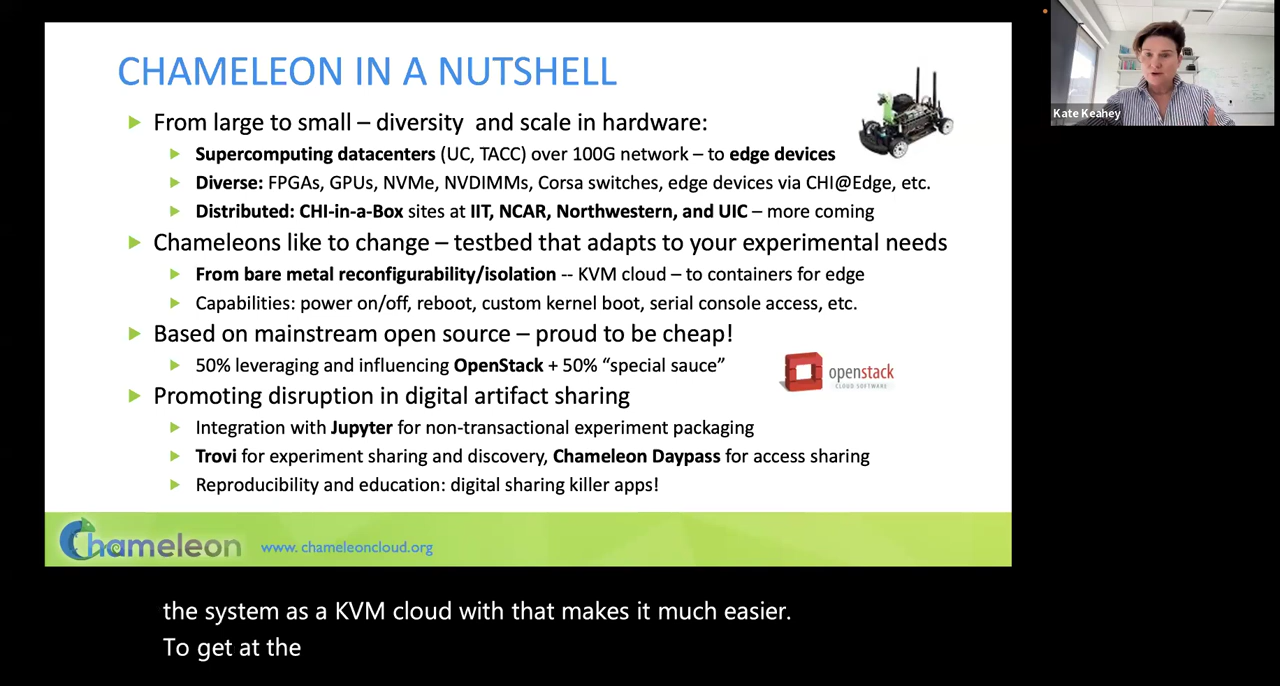 CHAMELEON IN A NUTSHELL
From large to small – diversity and scale in hardware:
Supercomputing datacenters (UC, TACC) over 100G network – to edge devices
Diverse: FPGAs, GPUs, NVMe, NVDIMMs, Corsa switches, edge devices via CHI@Edge, etc.
Distributed: CHI-in-a-Box sites at IIT, NCAR, Northwestern, and UIC – more coming
Chameleons like to change – testbed that adapts to your experimental needs
From bare metal reconfigurability/isolation -- KVM cloud – to containers for edge
Capabilities: power on/off, reboot, custom kernel boot, serial console access, etc.
Based on mainstream open source – proud to be cheap!
50% leveraging and influencing OpenStack + 50% “special sauce”
openstack
CLOUD SOFTWARE
Promoting disruption in digital artifact sharing
Integration with Jupyter for non-transactional experiment packaging
Trovi for experiment sharing and discovery, Chameleon Daypass for access sharing
Reproducibility and education: digital sharing killer apps!
Chameleon
www. chameleoncloud.org
Kate Keahey
the system as a KVM cloud with that makes it much easier.
To get at the